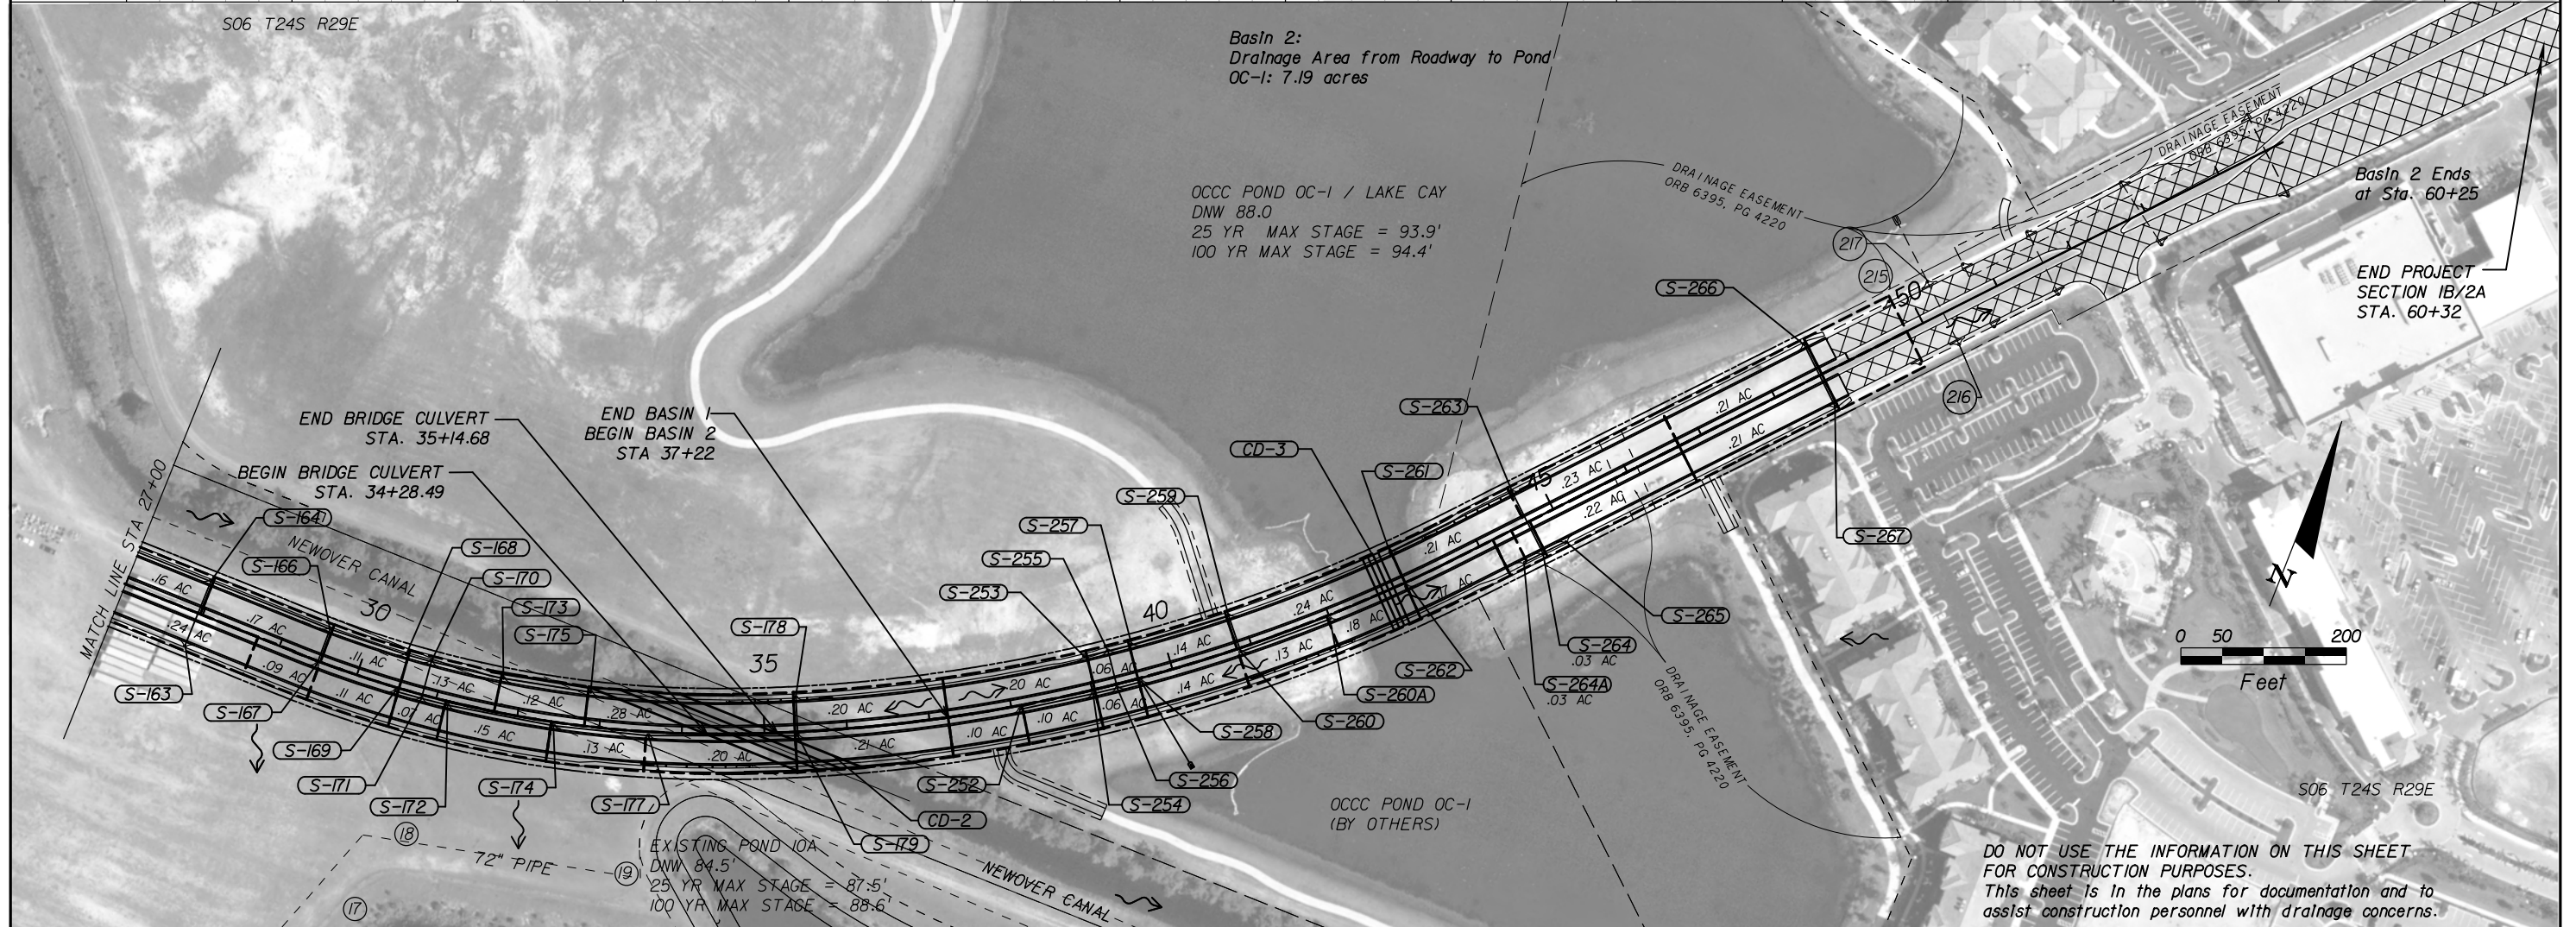 S06 T24S R29E
Basin 2:
Drainage Area from Roadway to Pond
OC-1: 7.19 acres
OCCC POND OC-1 / LAKE CAY
DNW 88.0
25 YR MAX STAGE = 93.9'
100 YR MAX STAGE = 94.4'
DRAINAGE EASEMENT
ORB 6395, PG 4220
DRAINAGE EASEMENT
ORB 6395, PG 4220
Basin 2 Ends
at Sta. 60+25
END PROJECT
SECTION 1B/2A
STA. 60+32
217
215
50
216
S-266
S-263
CD-3
S-261
45
S-267
S-265
S-264
.03 AC
S-264A
.03 AC
S-262
S-260A
S-260
S-259
S-257
S-255
S-253
40
S-258
S-256
S-254
S-252
END BRIDGE CULVERT
STA. 35+14.68
END BASIN 1
BEGIN BASIN 2
STA 37+22
BEGIN BRIDGE CULVERT
STA. 34+28.49
MATCH LINE STA 27+00
S-164
NEWOVER CANAL
S-166
30
S-168
S-170
S-173
S-175
S-178
35
S-163
S-167
S-169
S-171
S-172
S-174
S-177
CD-2
S-179
.16 AC
.17 AC
.11 AC
.13 AC
.12 AC
.28 AC
.20 AC
.20 AC
.06 AC
.14 AC
.24 AC
.21 AC
.23 AC
.21 AC
.24 AC
.09 AC
.11 AC
.07 AC
.15 AC
.13 AC
.20 AC
.21 AC
.10 AC
.10 AC
.06 AC
.14 AC
.13 AC
.18 AC
.22 AC
.21 AC
18
72" PIPE
19
17
EXISTING POND 10A
DNW 84.5'
25 YR MAX STAGE = 87.5'
100 YR MAX STAGE = 88.6'
NEWOVER CANAL
OCCC POND OC-1
(BY OTHERS)
DRAINAGE EASEMENT
ORB 6395, PG 4220
N
0 50 200
Feet
S06 T24S R29E
DO NOT USE THE INFORMATION ON THIS SHEET
FOR CONSTRUCTION PURPOSES.
This sheet is in the plans for documentation and to
assist construction personnel with drainage concerns.